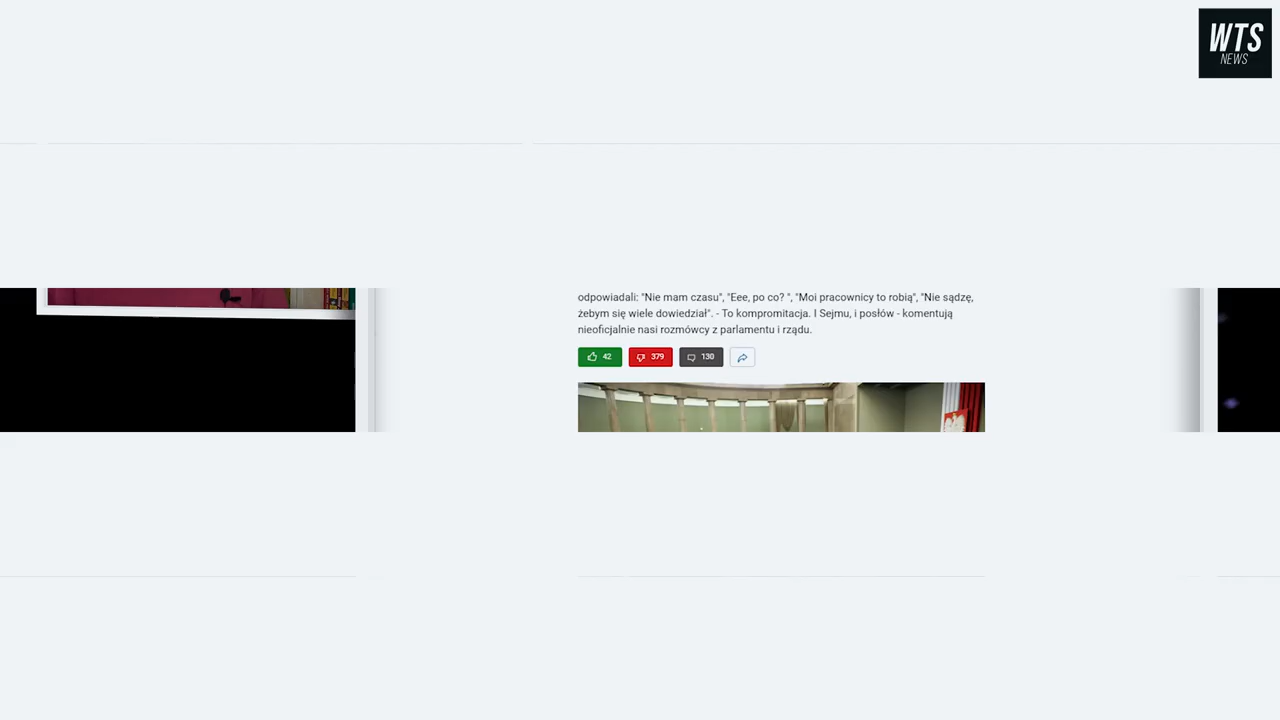 WTS
NEWS
odpowiadali: "Nie mam czasu", "Eee, po co? ", "Moi pracownicy to robią", "Nie sądzę,
żebym się wiele dowiedział". - To kompromitacja. I Sejmu, i posłów - komentują
nieoficjalnie nasi rozmówcy z parlamentu i rządu.
42 379 130